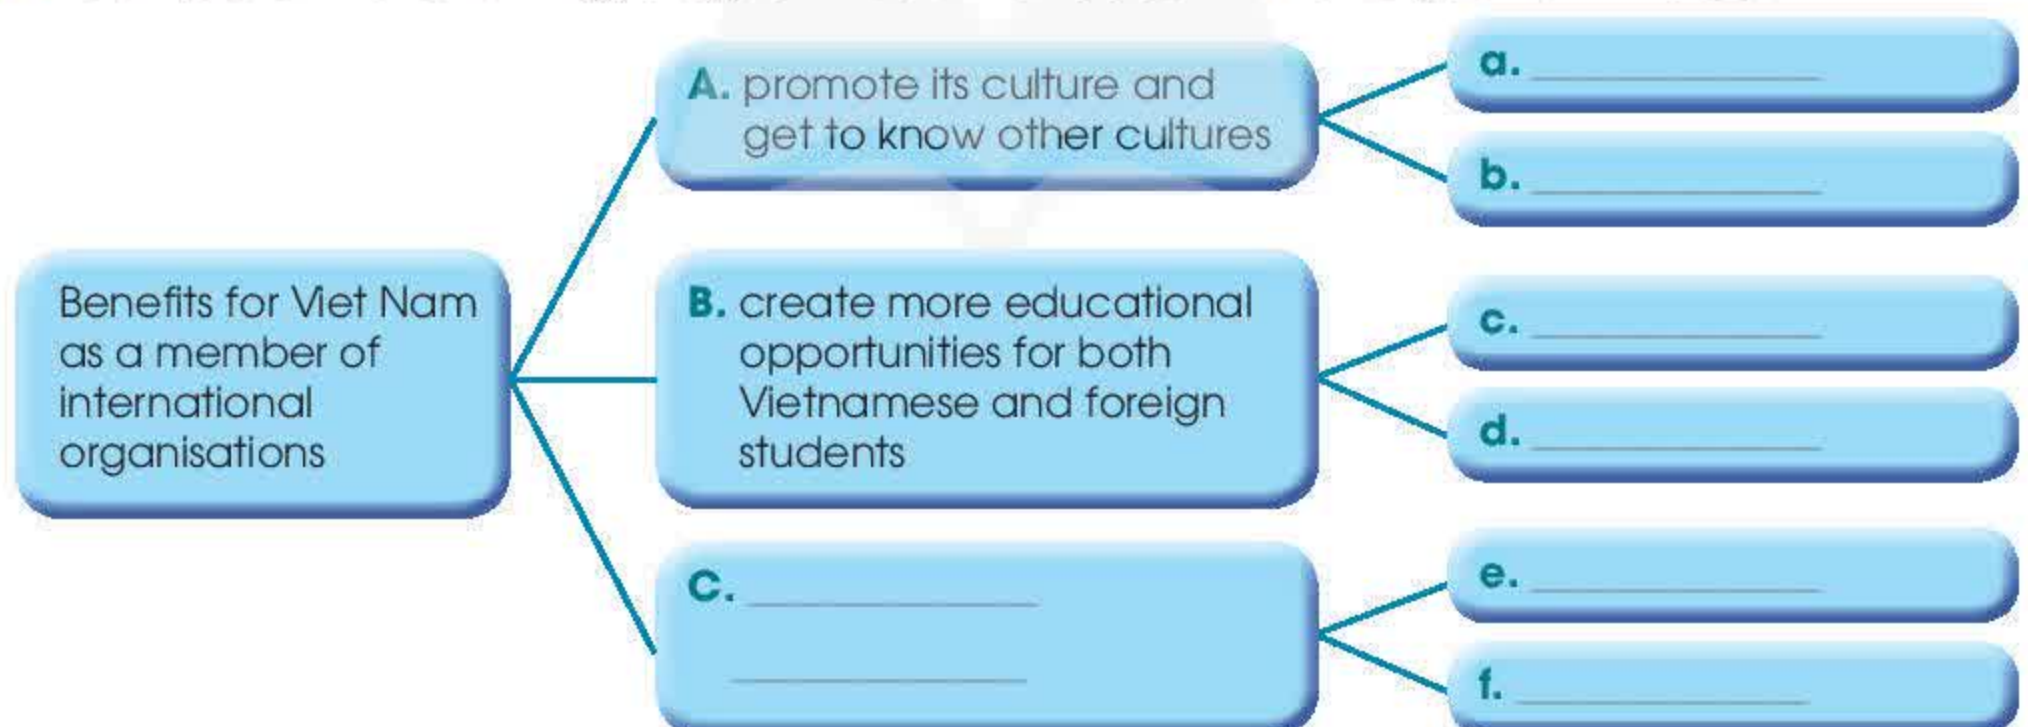 Benefits for Viet Nam
as a member of
international
organisations
A. promote its culture and
get to know other cultures
a. ____________
b. ____________
B. create more educational
opportunities for both
Vietnamese and foreign
students
c. ____________
d. ____________
C. ____________
____________
e. ____________
f. ____________